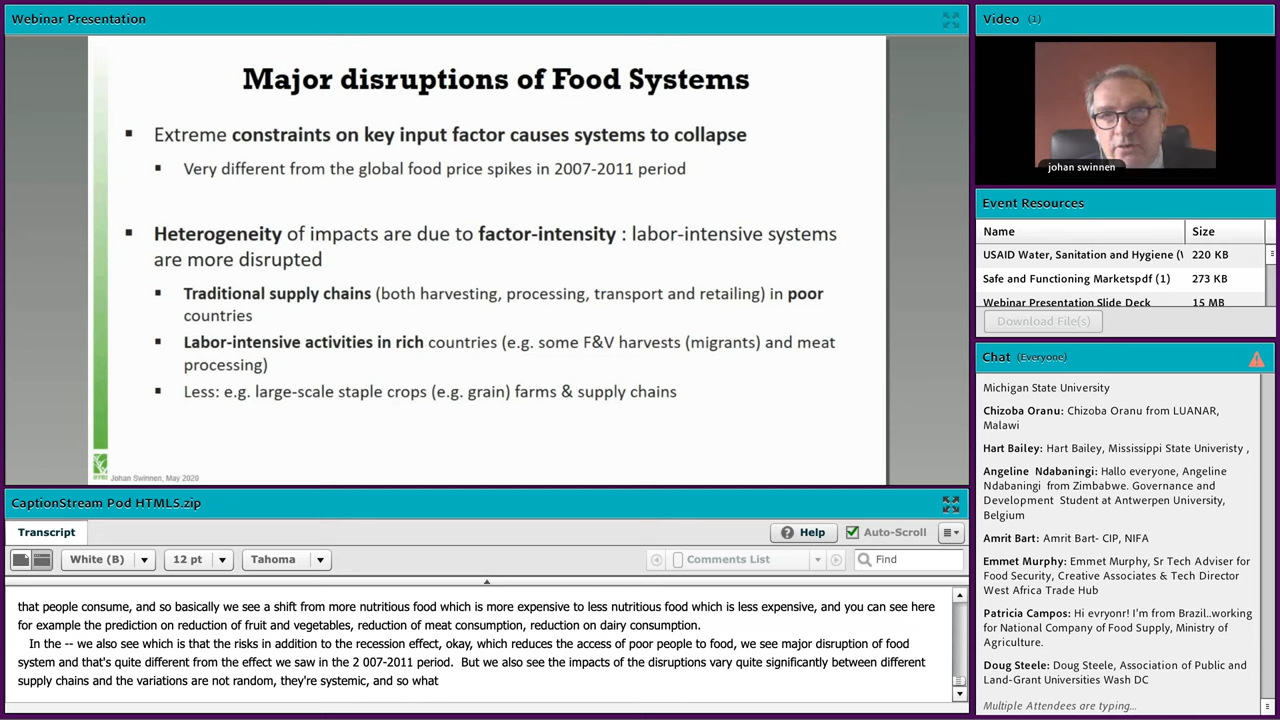 Webinar Presentation
Major disruptions of Food Systems
Extreme constraints on key input factor causes systems to collapse
Very different from the global food price spikes in 2007-2011 period
Heterogeneity of impacts are due to factor-intensity : labor-intensive systems
are more disrupted
Traditional supply chains (both harvesting, processing, transport and retailing) in poor
countries
Labor-intensive activities in rich countries (e.g. some F&V harvests (migrants) and meat
processing)
Less: e.g. large-scale staple crops (e.g. grain) farms & supply chains
Johan Swinnen, May 2020
CaptionStream Pod HTML5.zip
Transcript
Help
Auto-Scroll
White (B)
12 pt
Tahoma
Comments List
Find
that people consume, and so basically we see a shift from more nutritious food which is more expensive to less nutritious food which is less expensive, and you can see here
for example the prediction on reduction of fruit and vegetables, reduction of meat consumption, reduction on dairy consumption.
In the -- we also see which is that the risks in addition to the recession effect, okay, which reduces the access of poor people to food, we see major disruption of food
system and that's quite different from the effect we saw in the 2 007-2011 period. But we also see the impacts of the disruptions vary quite significantly between different
supply chains and the variations are not random, they're systemic, and so what
Video (1)
johan swinnen
Event Resources
Name Size
USAID Water, Sanitation and Hygiene (\ 220 KB
Safe and Functioning Marketspdf (1) 273 KB
Webinar Presentation Slide Deck 15 MB
Download File(s)
Chat (Everyone)
Michigan State University
Chizoba Oranu: Chizoba Oranu from LUANAR,
Malawi
Hart Bailey: Hart Bailey, Mississippi State Univeristy ,
Angeline Ndabaningi: Hallo everyone, Angeline
Ndabaningi from Zimbabwe. Governance and
Development Student at Antwerpen University,
Belgium
Amrit Bart: Amrit Bart- CIP, NIFA
Emmet Murphy: Emmet Murphy, Sr Tech Adviser for
Food Security, Creative Associates & Tech Director
West Africa Trade Hub
Patricia Campos: Hi evryonr! I'm from Brazil..working
for National Company of Food Supply, Ministry of
Agriculture.
Doug Steele: Doug Steele, Association of Public and
Land-Grant Universities Wash DC
Multiple Attendees are typing...